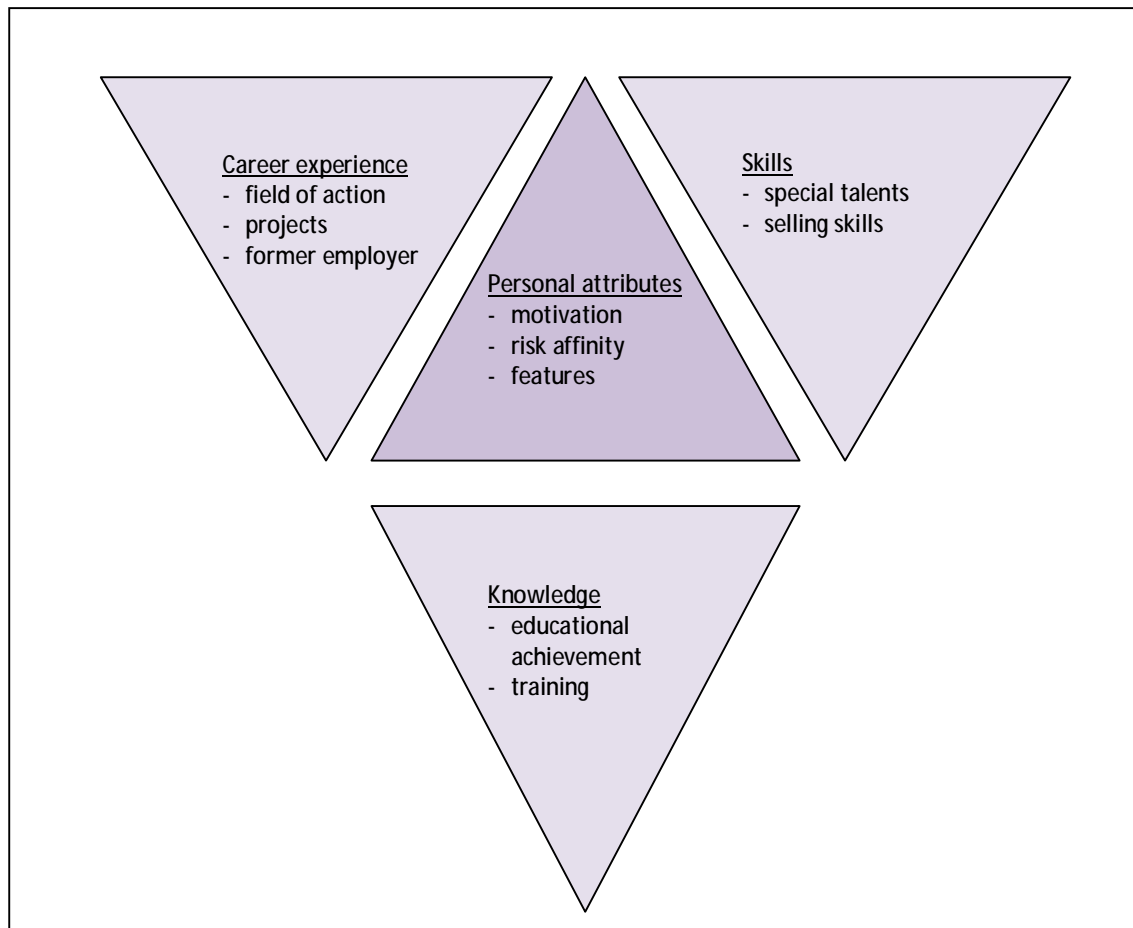 Career experience
- field of action
- projects
- former employer
Skills
- special talents
- selling skills
Personal attributes
- motivation
- risk affinity
- features
Knowledge
- educational
achievement
- training